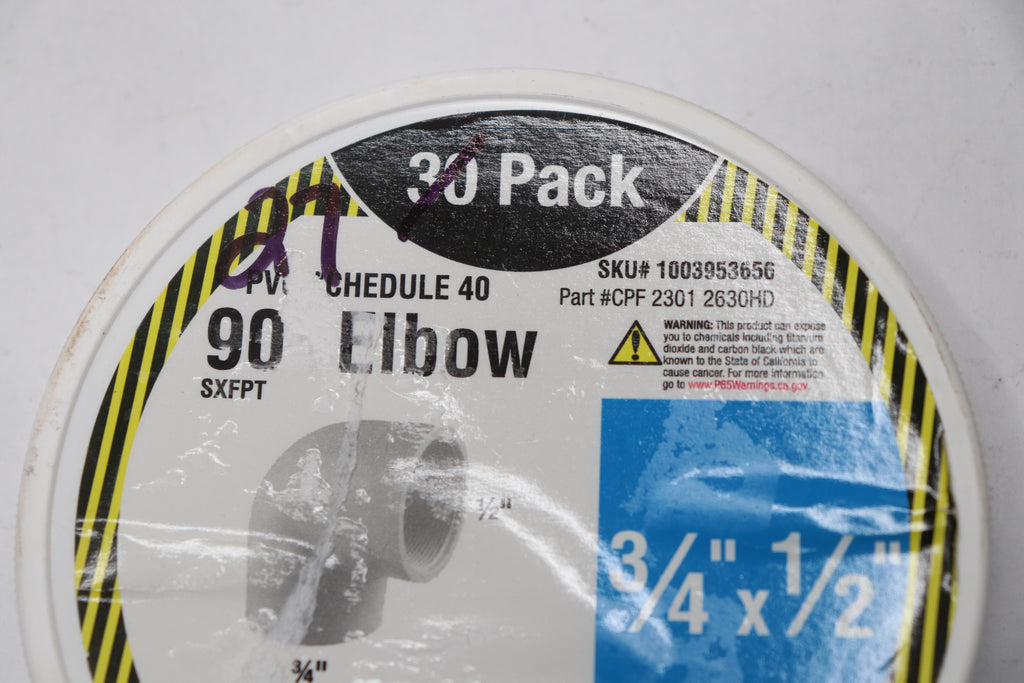 30 Pack
27
PVC SCHEDULE 40
90 Elbow
SXFPT
SKU# 1003953656
Part #CPF 2301 2630HD
WARNING: This product can expose
you to chemicals including titanium
dioxide and carbon black which are
known to the State of California to
cause cancer. For more information
go to www.P65Warnings.ca.gov.
1/2"
3/4"
3/4" x 1/2"